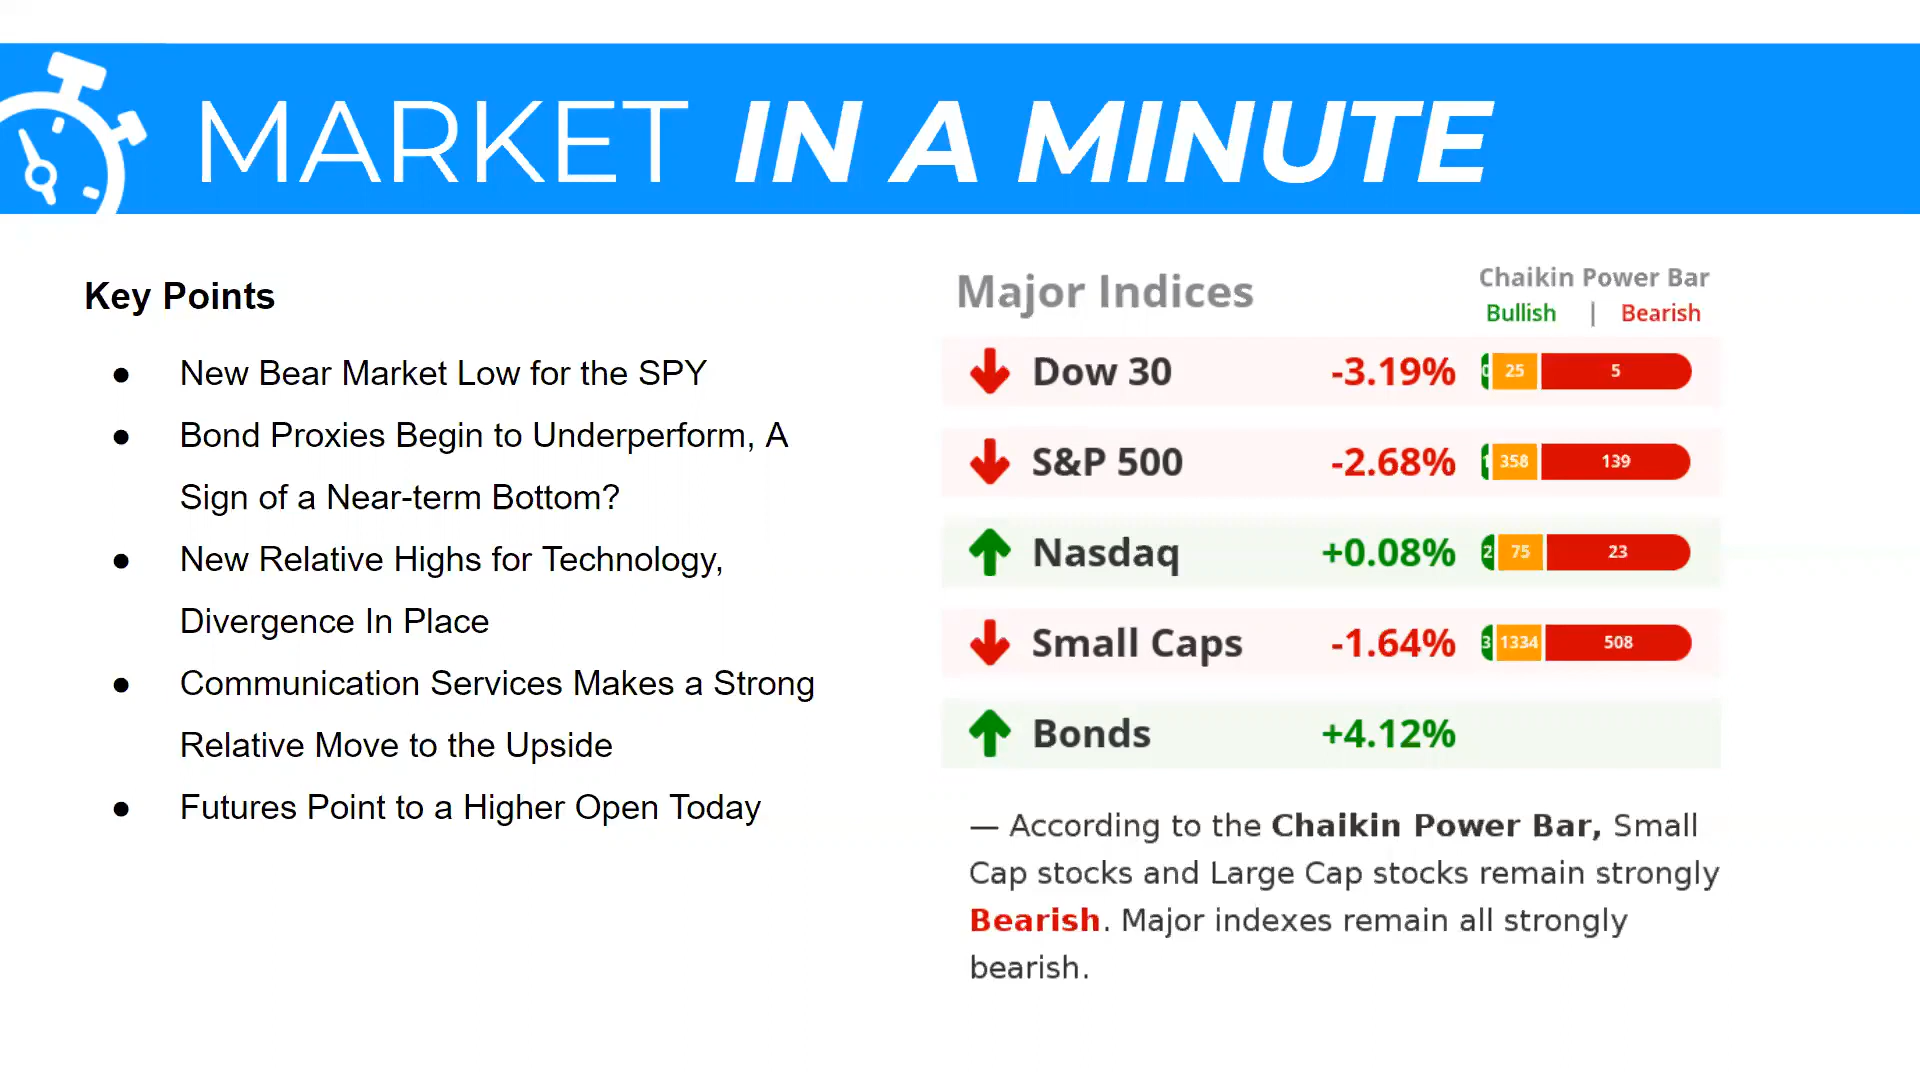 MARKET IN A MINUTE
Key Points
● New Bear Market Low for the SPY
● Bond Proxies Begin to Underperform, A
Sign of a Near-term Bottom?
● New Relative Highs for Technology,
Divergence In Place
● Communication Services Makes a Strong
Relative Move to the Upside
● Futures Point to a Higher Open Today
Major Indices
Chaikin Power Bar
Bullish | Bearish
Dow 30 -3.19% 0 25 5
S&P 500 -2.68% 1 358 139
Nasdaq +0.08% 2 75 23
Small Caps -1.64% 3 1334 508
Bonds +4.12%
— According to the Chaikin Power Bar, Small
Cap stocks and Large Cap stocks remain strongly
Bearish. Major indexes remain all strongly
bearish.